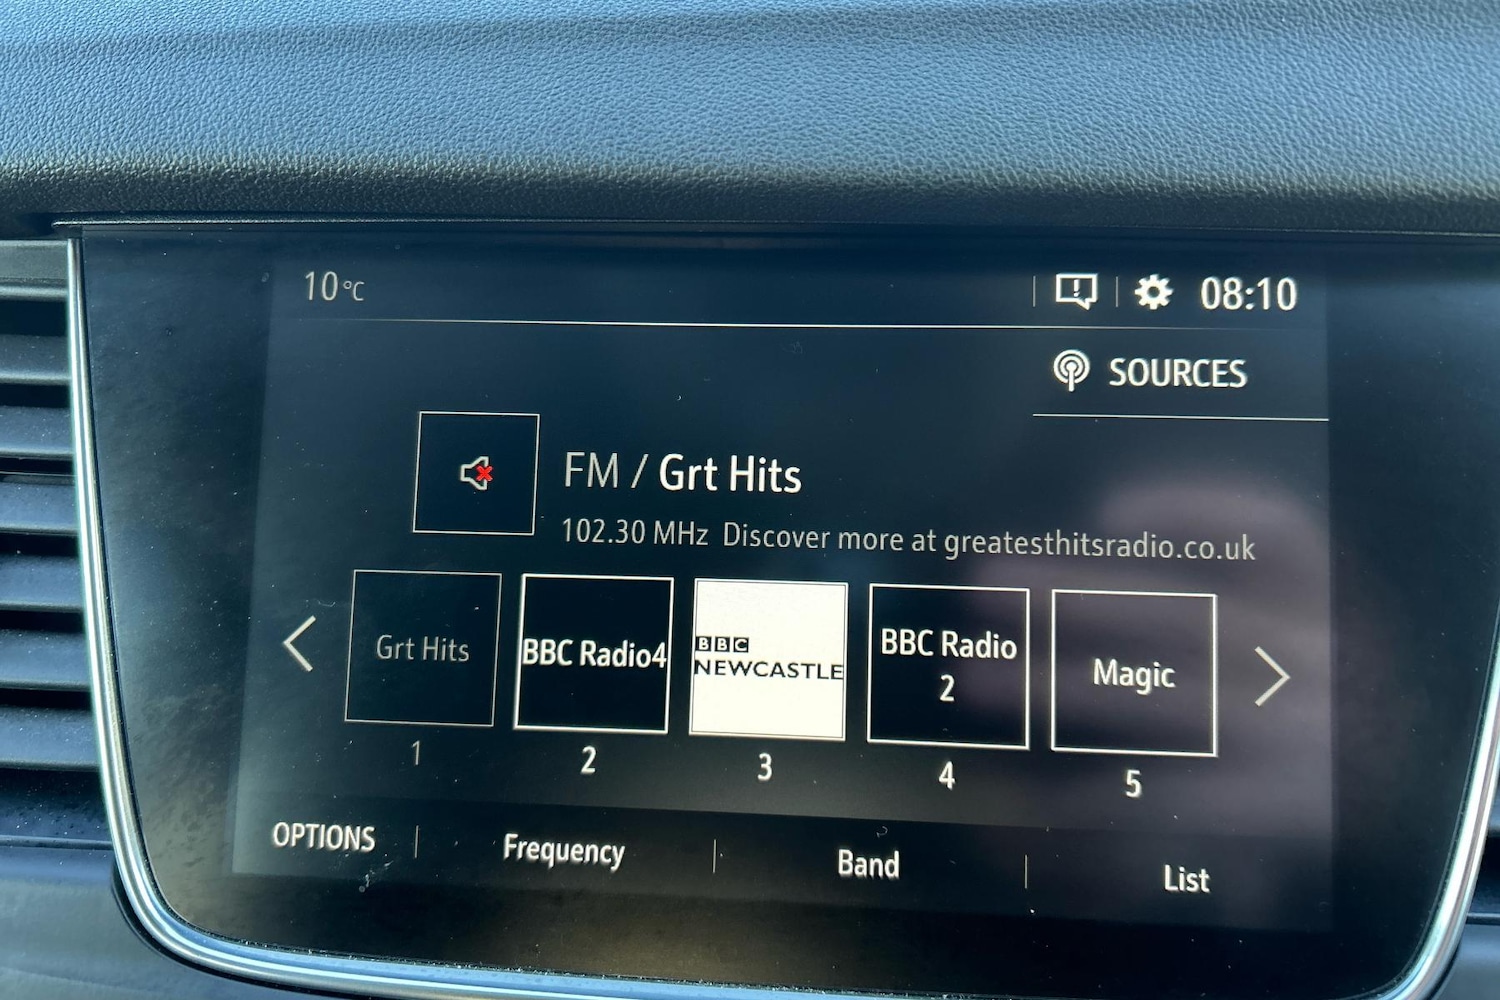 10°C
08:10
SOURCES
FM / Grt Hits
102.30 MHz Discover more at greatesthitsradio.co.uk
Grt Hits
BBC Radio4
BBC
NEWCASTLE
BBC Radio
2
Magic
1
2
3
4
5
OPTIONS
Frequency
Band
List